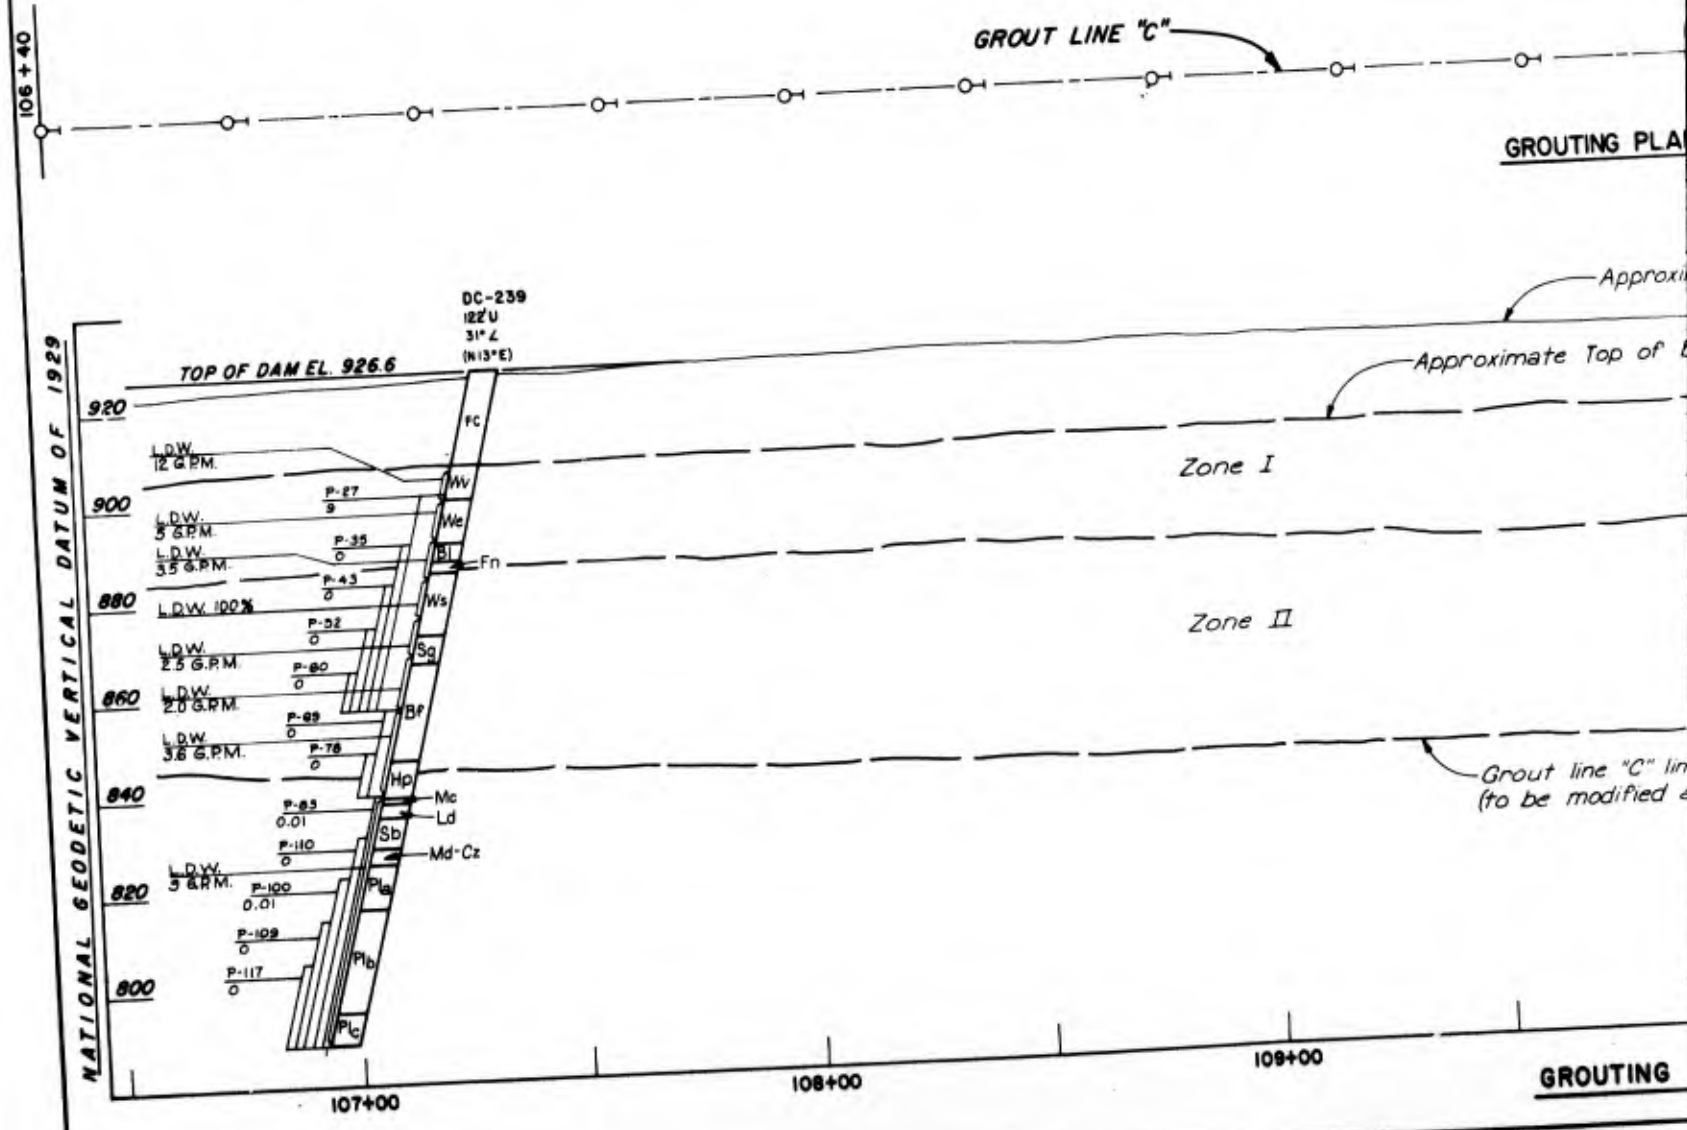 106 + 40
GROUT LINE "C"
GROUTING PLA
DC-239
122'U
31° ∠
(N13°E)
Approxi
TOP OF DAM EL. 926.6
Approximate Top of
NATIONAL GEODETIC VERTICAL DATUM OF 1929
920
FC
L.D.W.
12 G.P.M.
Zone I
Wv
P-27
9
900
L.D.W.
5 G.P.M.
We
P-35
0
L.D.W.
3.5 G.P.M.
Bl
Fn
P-43
0
880
L.D.W. 100%
Ws
Zone II
P-52
0
L.D.W.
2.5 G.P.M.
Sg
P-60
0
860
L.D.W.
2.0 G.P.M.
Bf
P-69
0
L.D.W.
3.6 G.P.M.
P-78
0
Hp
Grout line "C" lin
(to be modified
840
Mc
P-85
0.01
Ld
Sb
P-110
0
Md-Cz
L.D.W.
3 G.P.M.
820
P-100
0.01
Pla
P-109
0
Plb
P-117
0
800
Plc
107+00
108+00
109+00
GROUTING